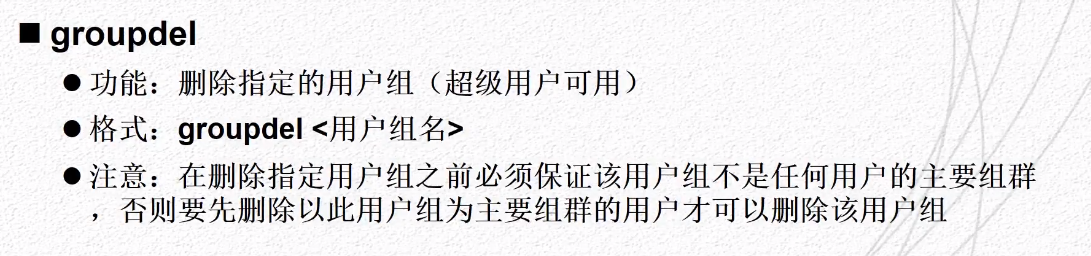 ■ groupdel
● 功能：删除指定的用户组（超级用户可用）
● 格式：groupdel <用户组名>
● 注意：在删除指定用户组之前必须保证该用户组不是任何用户的主要组群
，否则要先删除以此用户组为主要组群的用户才可以删除该用户组